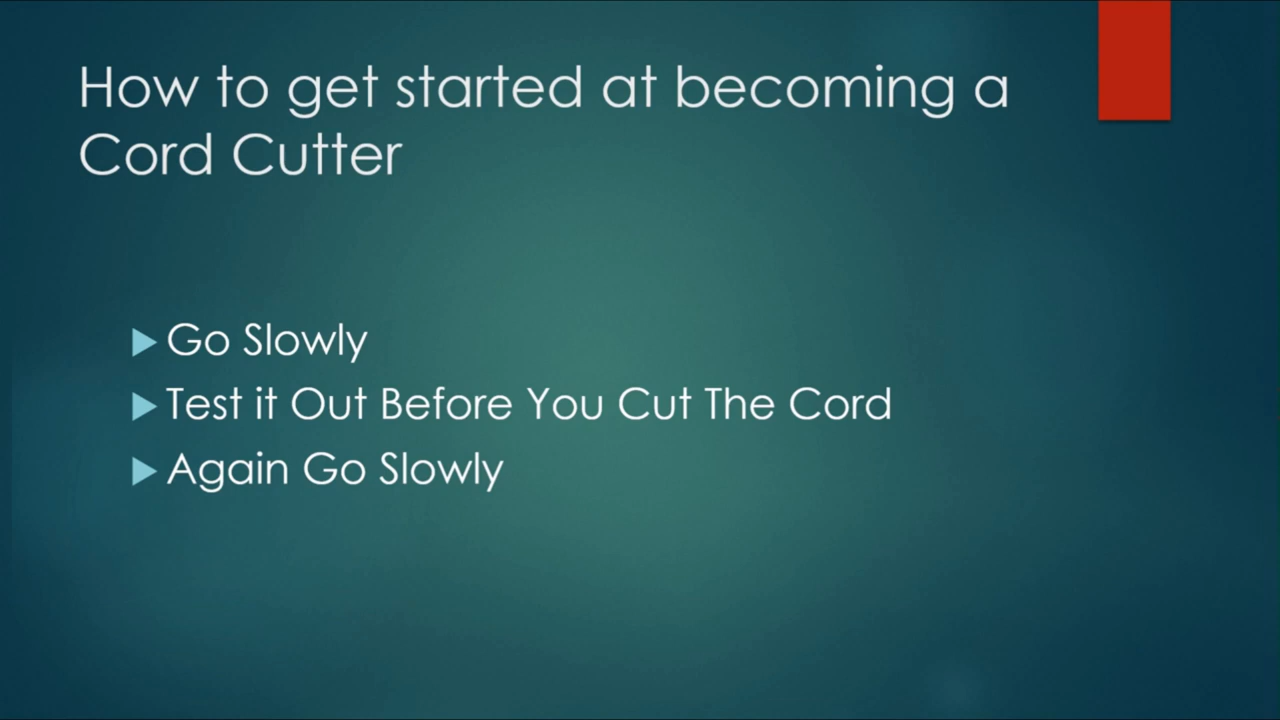 How to get started at becoming a
Cord Cutter
Go Slowly
Test it Out Before You Cut The Cord
Again Go Slowly